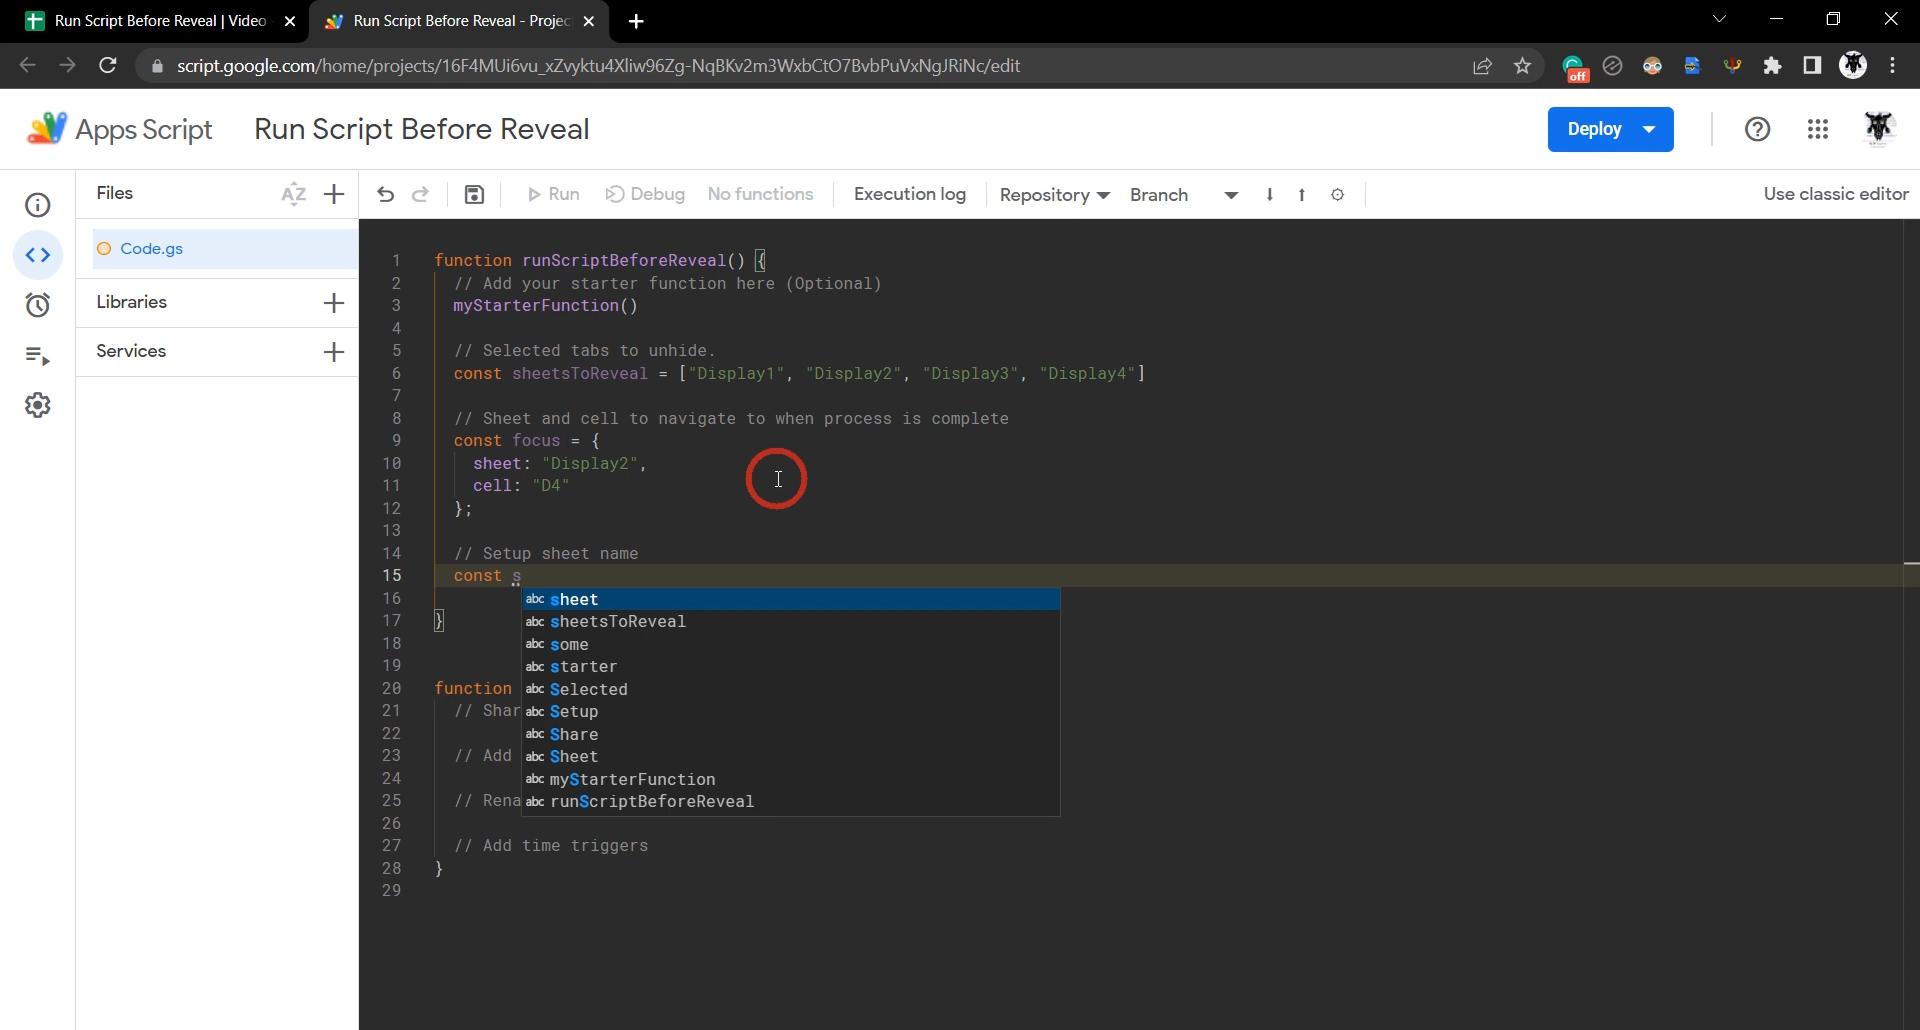 Run Script Before Reveal | Video
Run Script Before Reveal - Projec
script.google.com/home/projects/16F4MUi6vu_xZvyktu4Xliw96Zg-NqBKv2m3WxbCtO7BvbPuVxNgJRiNc/edit
off
Apps Script
Run Script Before Reveal
Deploy
Files
AZ
Run
Debug
No functions
Execution log
Repository
Branch
Use classic editor
Code.gs
Libraries
Services
1 function runScriptBeforeReveal() {
2 // Add your starter function here (Optional)
3 myStarterFunction()
4
5 // Selected tabs to unhide.
6 const sheetsToReveal = ["Display1", "Display2", "Display3", "Display4"]
7
8 // Sheet and cell to navigate to when process is complete
9 const focus = {
10 sheet: "Display2",
11 cell: "D4"
12 };
13
14 // Setup sheet name
15 const s
16
17 }
18
19
20 function
21 // Shar
22
23 // Add
24
25 // Rena
26
27 // Add time triggers
28 }
29
abc sheet
abc sheetsToReveal
abc some
abc starter
abc Selected
abc Setup
abc Share
abc Sheet
abc myStarterFunction
abc runScriptBeforeReveal